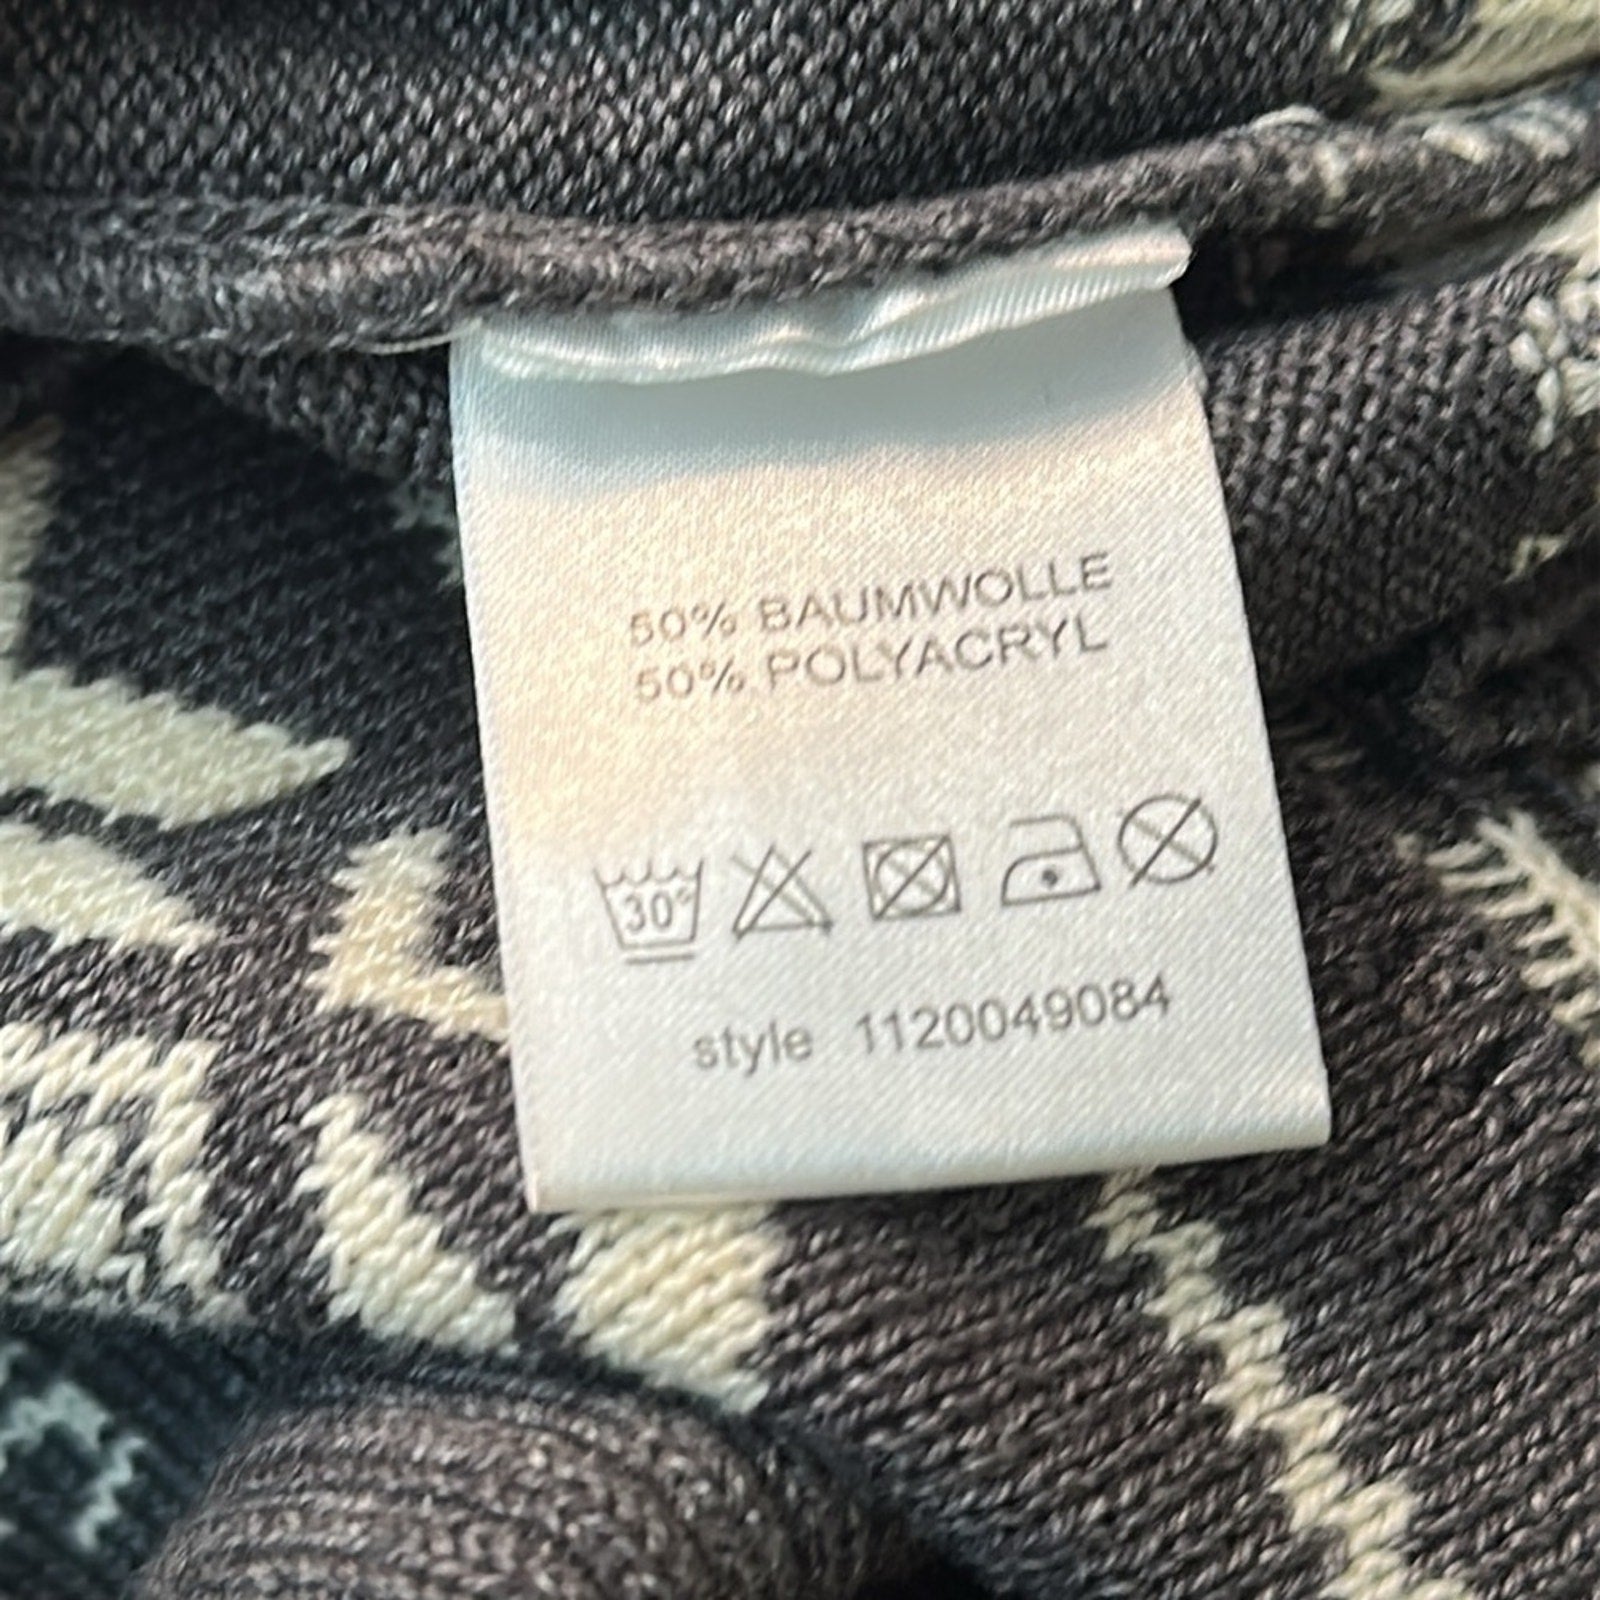 50% BAUMWOLLE
50% POLYACRYL
30°
style 1120049084